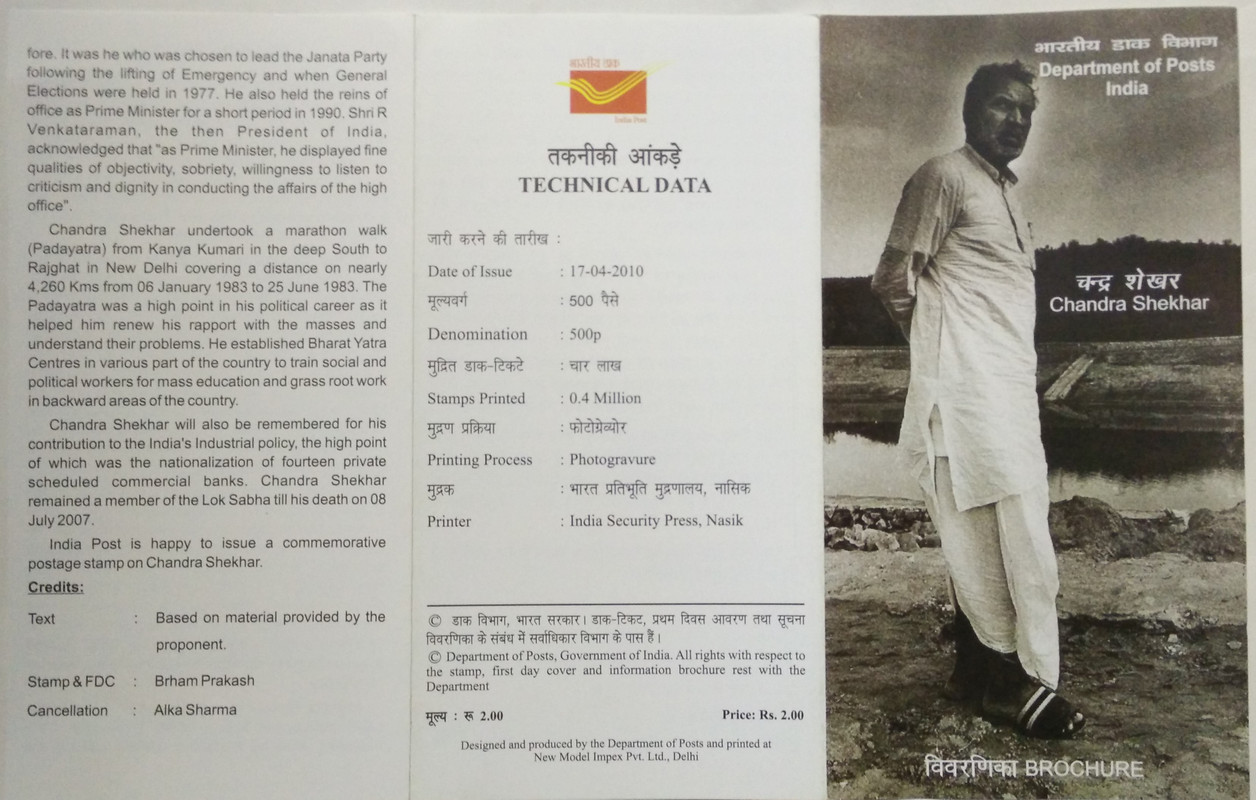 fore. It was he who was chosen to lead the Janata Party
following the lifting of Emergency and when General
Elections were held in 1977. He also held the reins of
office as Prime Minister for a short period in 1990. Shri R
Venkataraman, the then President of India,
acknowledged that "as Prime Minister, he displayed fine
qualities of objectivity, sobriety, willingness to listen to
criticism and dignity in conducting the affairs of the high
office".
Chandra Shekhar undertook a marathon walk
(Padayatra) from Kanya Kumari in the deep South to
Rajghat in New Delhi covering a distance on nearly
4,260 Kms from 06 January 1983 to 25 June 1983. The
Padayatra was a high point in his political career as it
helped him renew his rapport with the masses and
understand their problems. He established Bharat Yatra
Centres in various part of the country to train social and
political workers for mass education and grass root work
in backward areas of the country.
Chandra Shekhar will also be remembered for his
contribution to the India's Industrial policy, the high point
of which was the nationalization of fourteen private
scheduled commercial banks. Chandra Shekhar
remained a member of the Lok Sabha till his death on 08
July 2007.
India Post is happy to issue a commemorative
postage stamp on Chandra Shekhar.
Credits:
Text : Based on material provided by the
proponent.
Stamp & FDC : Brham Prakash
Cancellation : Alka Sharma
भारतीय डाक
India Post
तकनीकी आंकड़े
TECHNICAL DATA
जारी करने की तारीख :
Date of Issue : 17-04-2010
मूल्यवर्ग : 500 पैसे
Denomination : 500p
मुद्रित डाक-टिकटे : चार लाख
Stamps Printed : 0.4 Million
मुद्रण प्रक्रिया : फोटोग्रेव्योर
Printing Process : Photogravure
मुद्रक : भारत प्रतिभूति मुद्रणालय, नासिक
Printer : India Security Press, Nasik
© डाक विभाग, भारत सरकार। डाक-टिकट, प्रथम दिवस आवरण तथा सूचना
विवरणिका के संबंध में सर्वाधिकार विभाग के पास हैं।
© Department of Posts, Government of India. All rights with respect to
the stamp, first day cover and information brochure rest with the
Department
मूल्य : रू 2.00 Price: Rs. 2.00
Designed and produced by the Department of Posts and printed at
New Model Impex Pvt. Ltd., Delhi
भारतीय डाक विभाग
Department of Posts
India
चन्द्र शेखर
Chandra Shekhar
विवरणिका BROCHURE